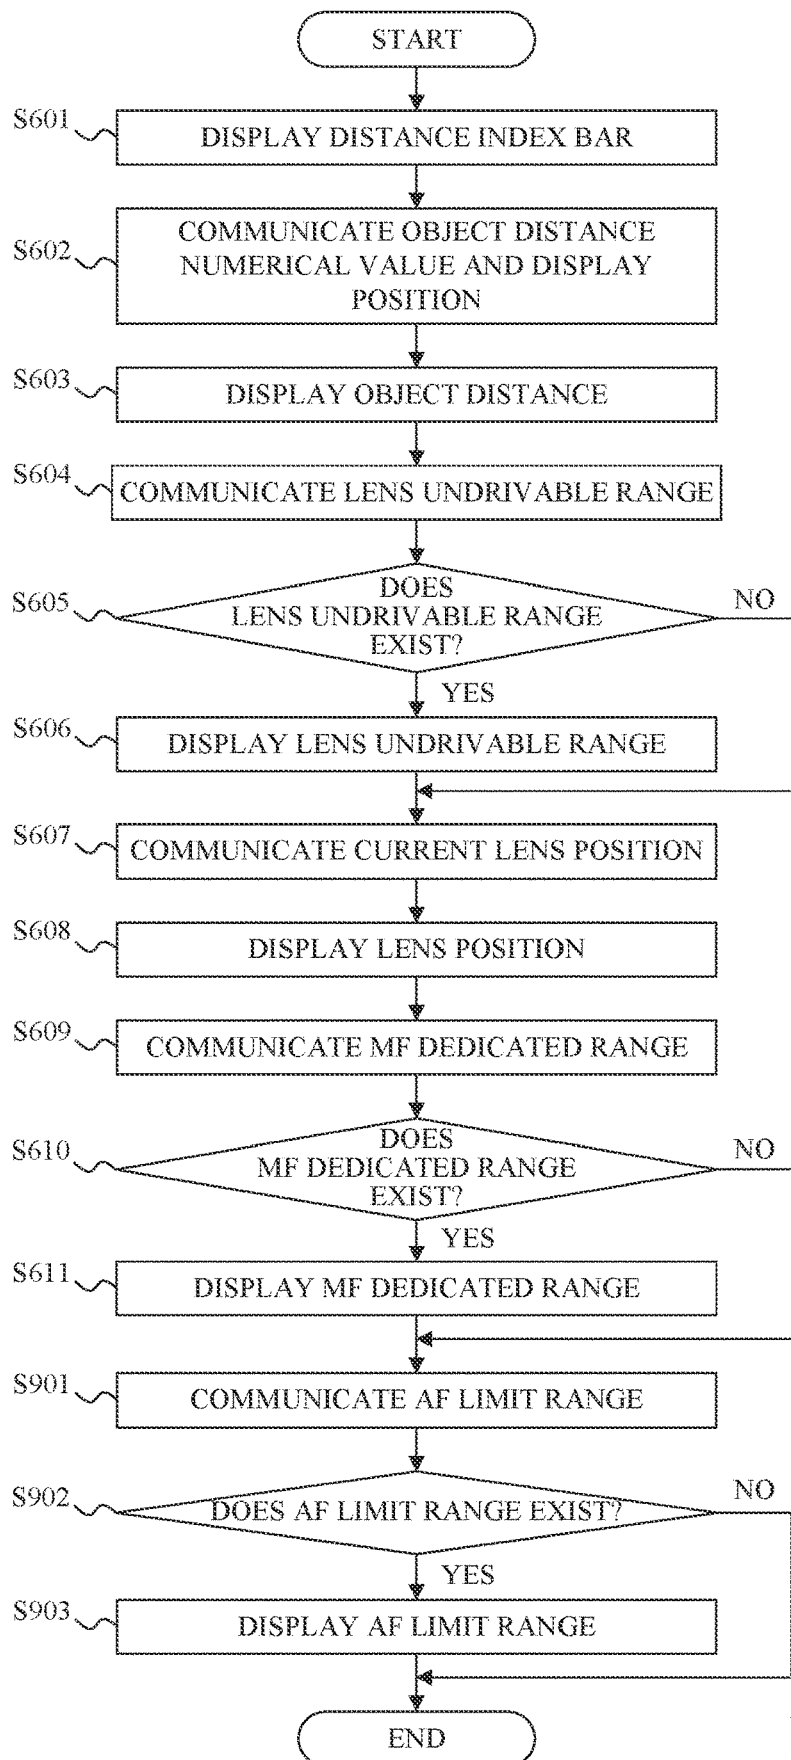 START
S601
DISPLAY DISTANCE INDEX BAR
S602
COMMUNICATE OBJECT DISTANCE
NUMERICAL VALUE AND DISPLAY
POSITION
S603
DISPLAY OBJECT DISTANCE
S604
COMMUNICATE LENS UNDRIVABLE RANGE
S605
DOES
LENS UNDRIVABLE RANGE
EXIST?
NO
YES
S606
DISPLAY LENS UNDRIVABLE RANGE
S607
COMMUNICATE CURRENT LENS POSITION
S608
DISPLAY LENS POSITION
S609
COMMUNICATE MF DEDICATED RANGE
S610
DOES
MF DEDICATED RANGE
EXIST?
NO
YES
S611
DISPLAY MF DEDICATED RANGE
S901
COMMUNICATE AF LIMIT RANGE
S902
DOES AF LIMIT RANGE EXIST?
NO
YES
S903
DISPLAY AF LIMIT RANGE
END